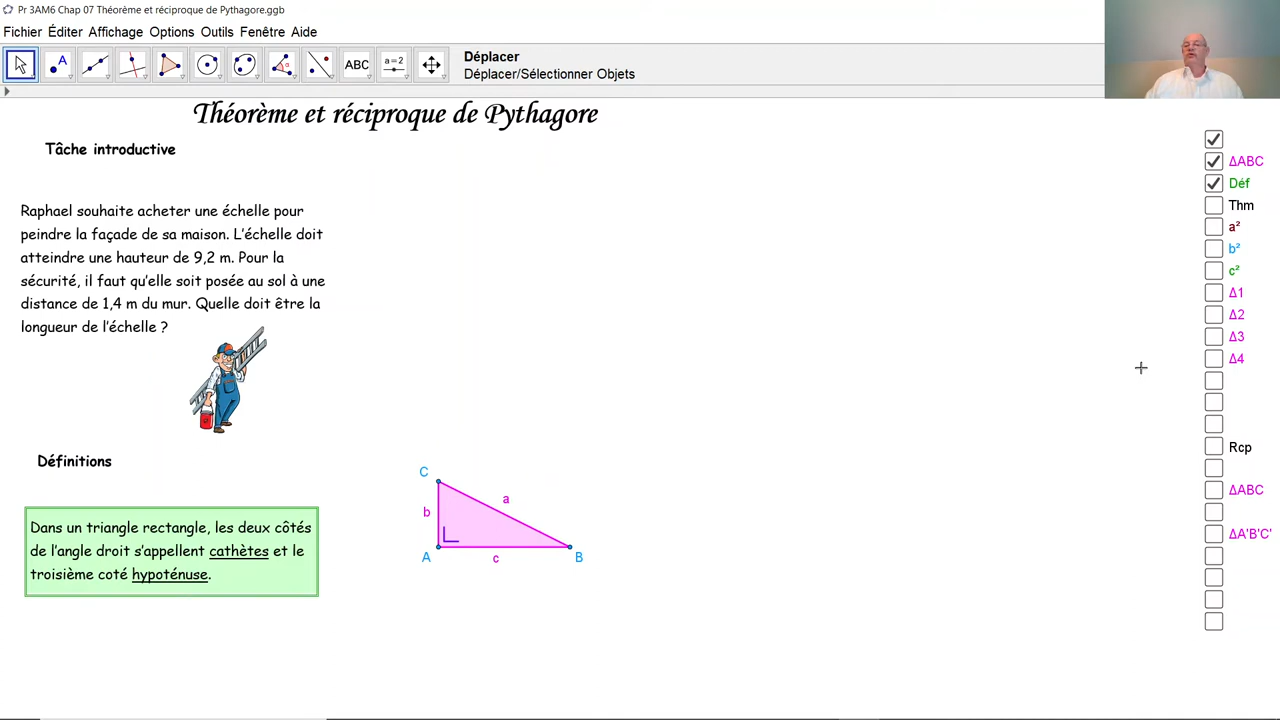 Pr 3AM6 Chap 07 Théorème et réciproque de Pythagore.ggb
Fichier Éditer Affichage Options Outils Fenêtre Aide
A
α
ABC
a=2
Déplacer
Déplacer/Sélectionner Objets
Théorème et réciproque de Pythagore
Tâche introductive
Raphael souhaite acheter une échelle pour
peindre la façade de sa maison. L'échelle doit
atteindre une hauteur de 9,2 m. Pour la
sécurité, il faut qu'elle soit posée au sol à une
distance de 1,4 m du mur. Quelle doit être la
longueur de l'échelle ?
Définitions
Dans un triangle rectangle, les deux côtés
de l'angle droit s'appellent cathètes et le
troisième coté hypoténuse.
C
a
b
A
c
B
ΔABC
Déf
Thm
a²
b²
c²
Δ1
Δ2
Δ3
Δ4
Rcp
ΔABC
ΔA'B'C'